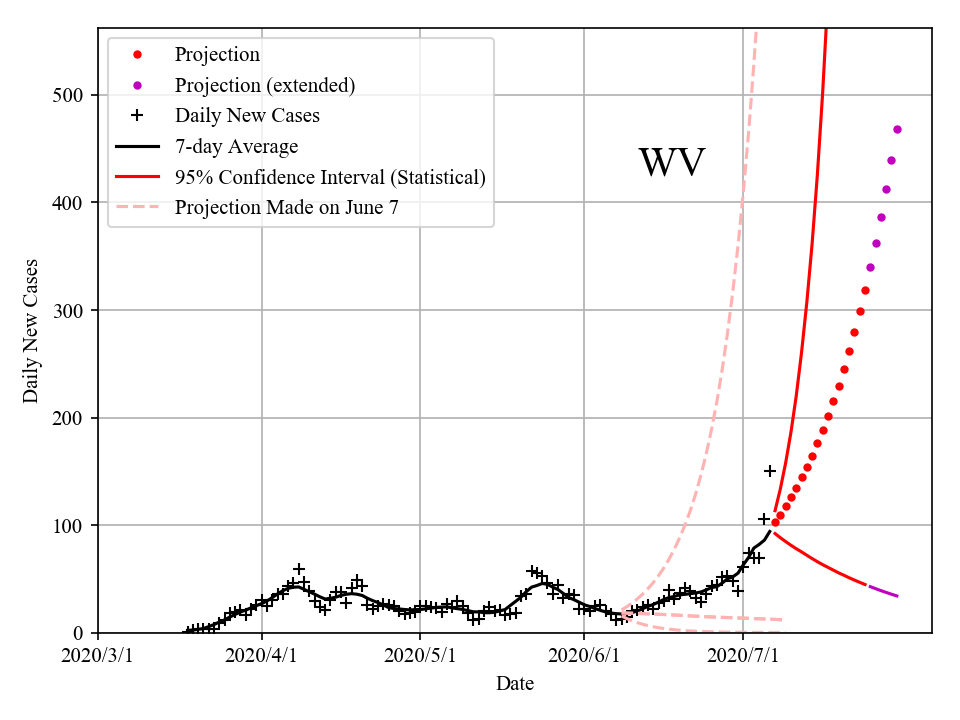 Projection
Projection (extended)
Daily New Cases
7-day Average
95% Confidence Interval (Statistical)
Projection Made on June 7
WV
500
400
300
200
100
0
Daily New Cases
2020/3/1 2020/4/1 2020/5/1 2020/6/1 2020/7/1
Date